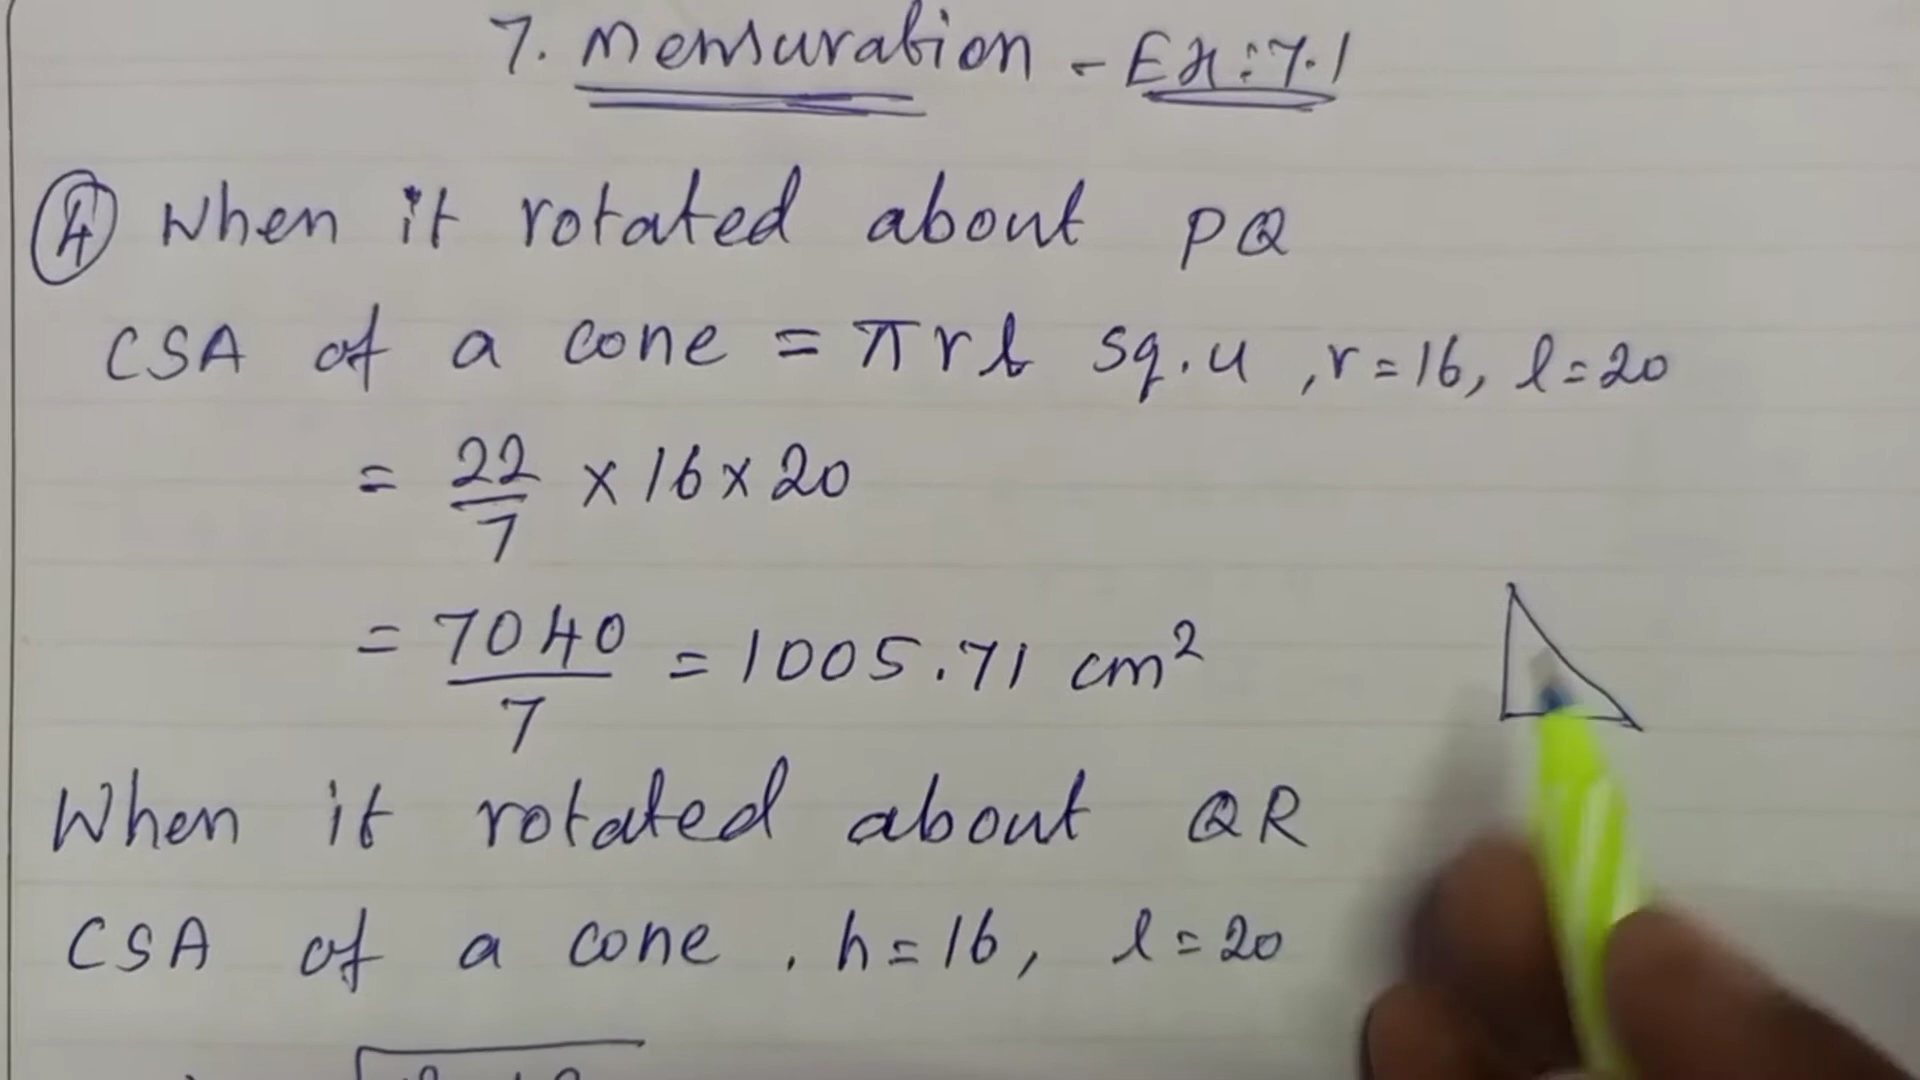 7. Mensuration - Ex: 7.1
④ When it rotated about PQ
CSA of a cone = πrl sq.u, r=16, l=20
= 22/7 × 16 × 20
= 7040/7 = 1005.71 cm²
When it rotated about QR
CSA of a cone. h=16, l=20